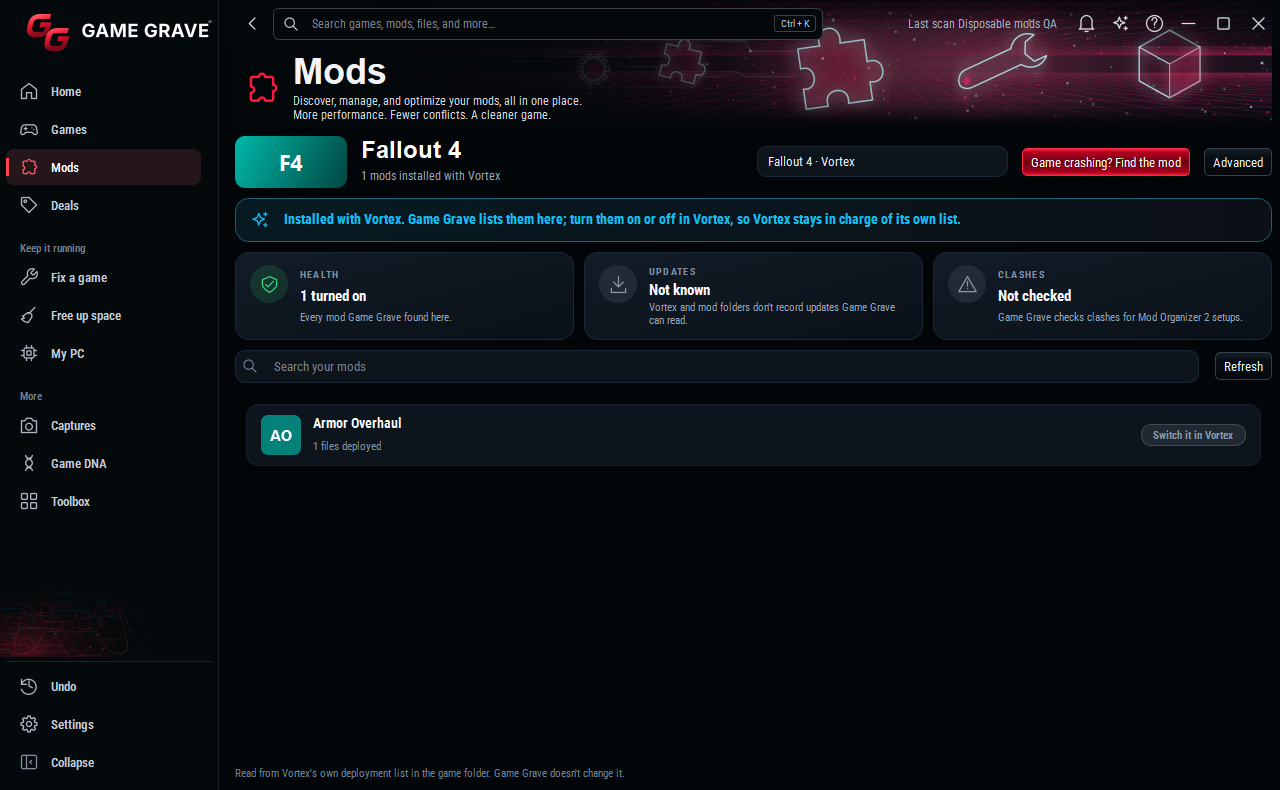 GG GAME GRAVE
Search games, mods, files, and more...
Ctrl + K
Last scan Disposable mods QA
Home
Games
Mods
Deals
Keep it running
Fix a game
Free up space
My PC
More
Captures
Game DNA
Toolbox
Undo
Settings
Collapse
Mods
Discover, manage, and optimize your mods, all in one place.
More performance. Fewer conflicts. A cleaner game.
F4
Fallout 4
1 mods installed with Vortex
Fallout 4 · Vortex
Game crashing? Find the mod
Advanced
Installed with Vortex. Game Grave lists them here; turn them on or off in Vortex, so Vortex stays in charge of its own list.
HEALTH
1 turned on
Every mod Game Grave found here.
UPDATES
Not known
Vortex and mod folders don't record updates Game Grave
can read.
CLASHES
Not checked
Game Grave checks clashes for Mod Organizer 2 setups.
Search your mods
Refresh
AO
Armor Overhaul
1 files deployed
Switch it in Vortex
Read from Vortex's own deployment list in the game folder. Game Grave doesn't change it.